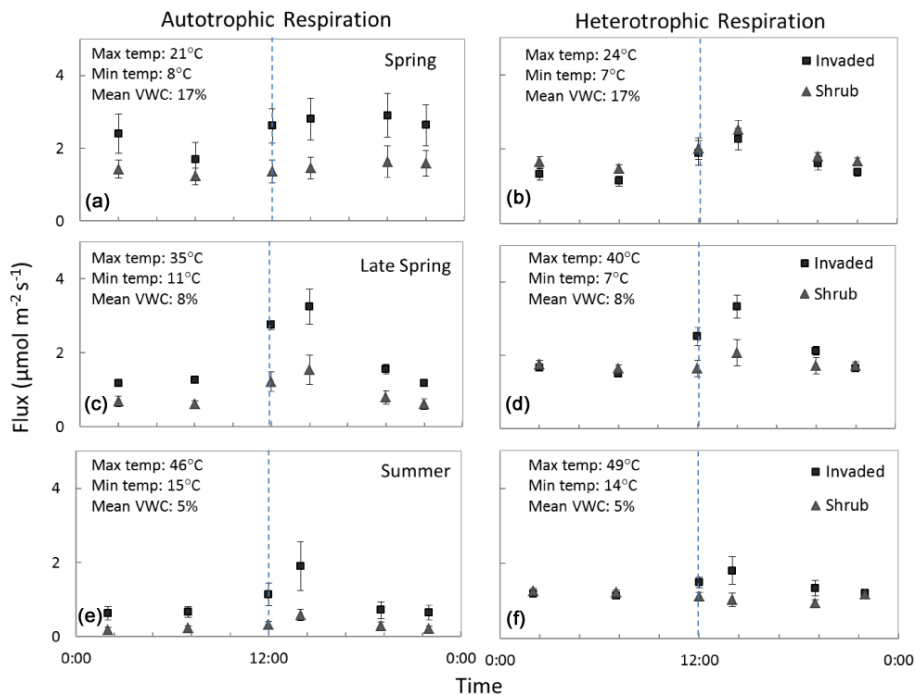 Autotrophic Respiration
Heterotrophic Respiration
Flux (µmol m⁻² s⁻¹)
4
2
0
Max temp: 21°C
Min temp: 8°C
Mean VWC: 17%
Spring
(a)
Max temp: 24°C
Min temp: 7°C
Mean VWC: 17%
Invaded
Shrub
(b)
4
2
0
Max temp: 35°C
Min temp: 11°C
Mean VWC: 8%
Late Spring
(c)
Max temp: 40°C
Min temp: 7°C
Mean VWC: 8%
Invaded
Shrub
(d)
4
2
0
Max temp: 46°C
Min temp: 15°C
Mean VWC: 5%
Summer
(e)
Max temp: 49°C
Min temp: 14°C
Mean VWC: 5%
Invaded
Shrub
(f)
0:00 12:00 0:00 12:00 0:00
Time